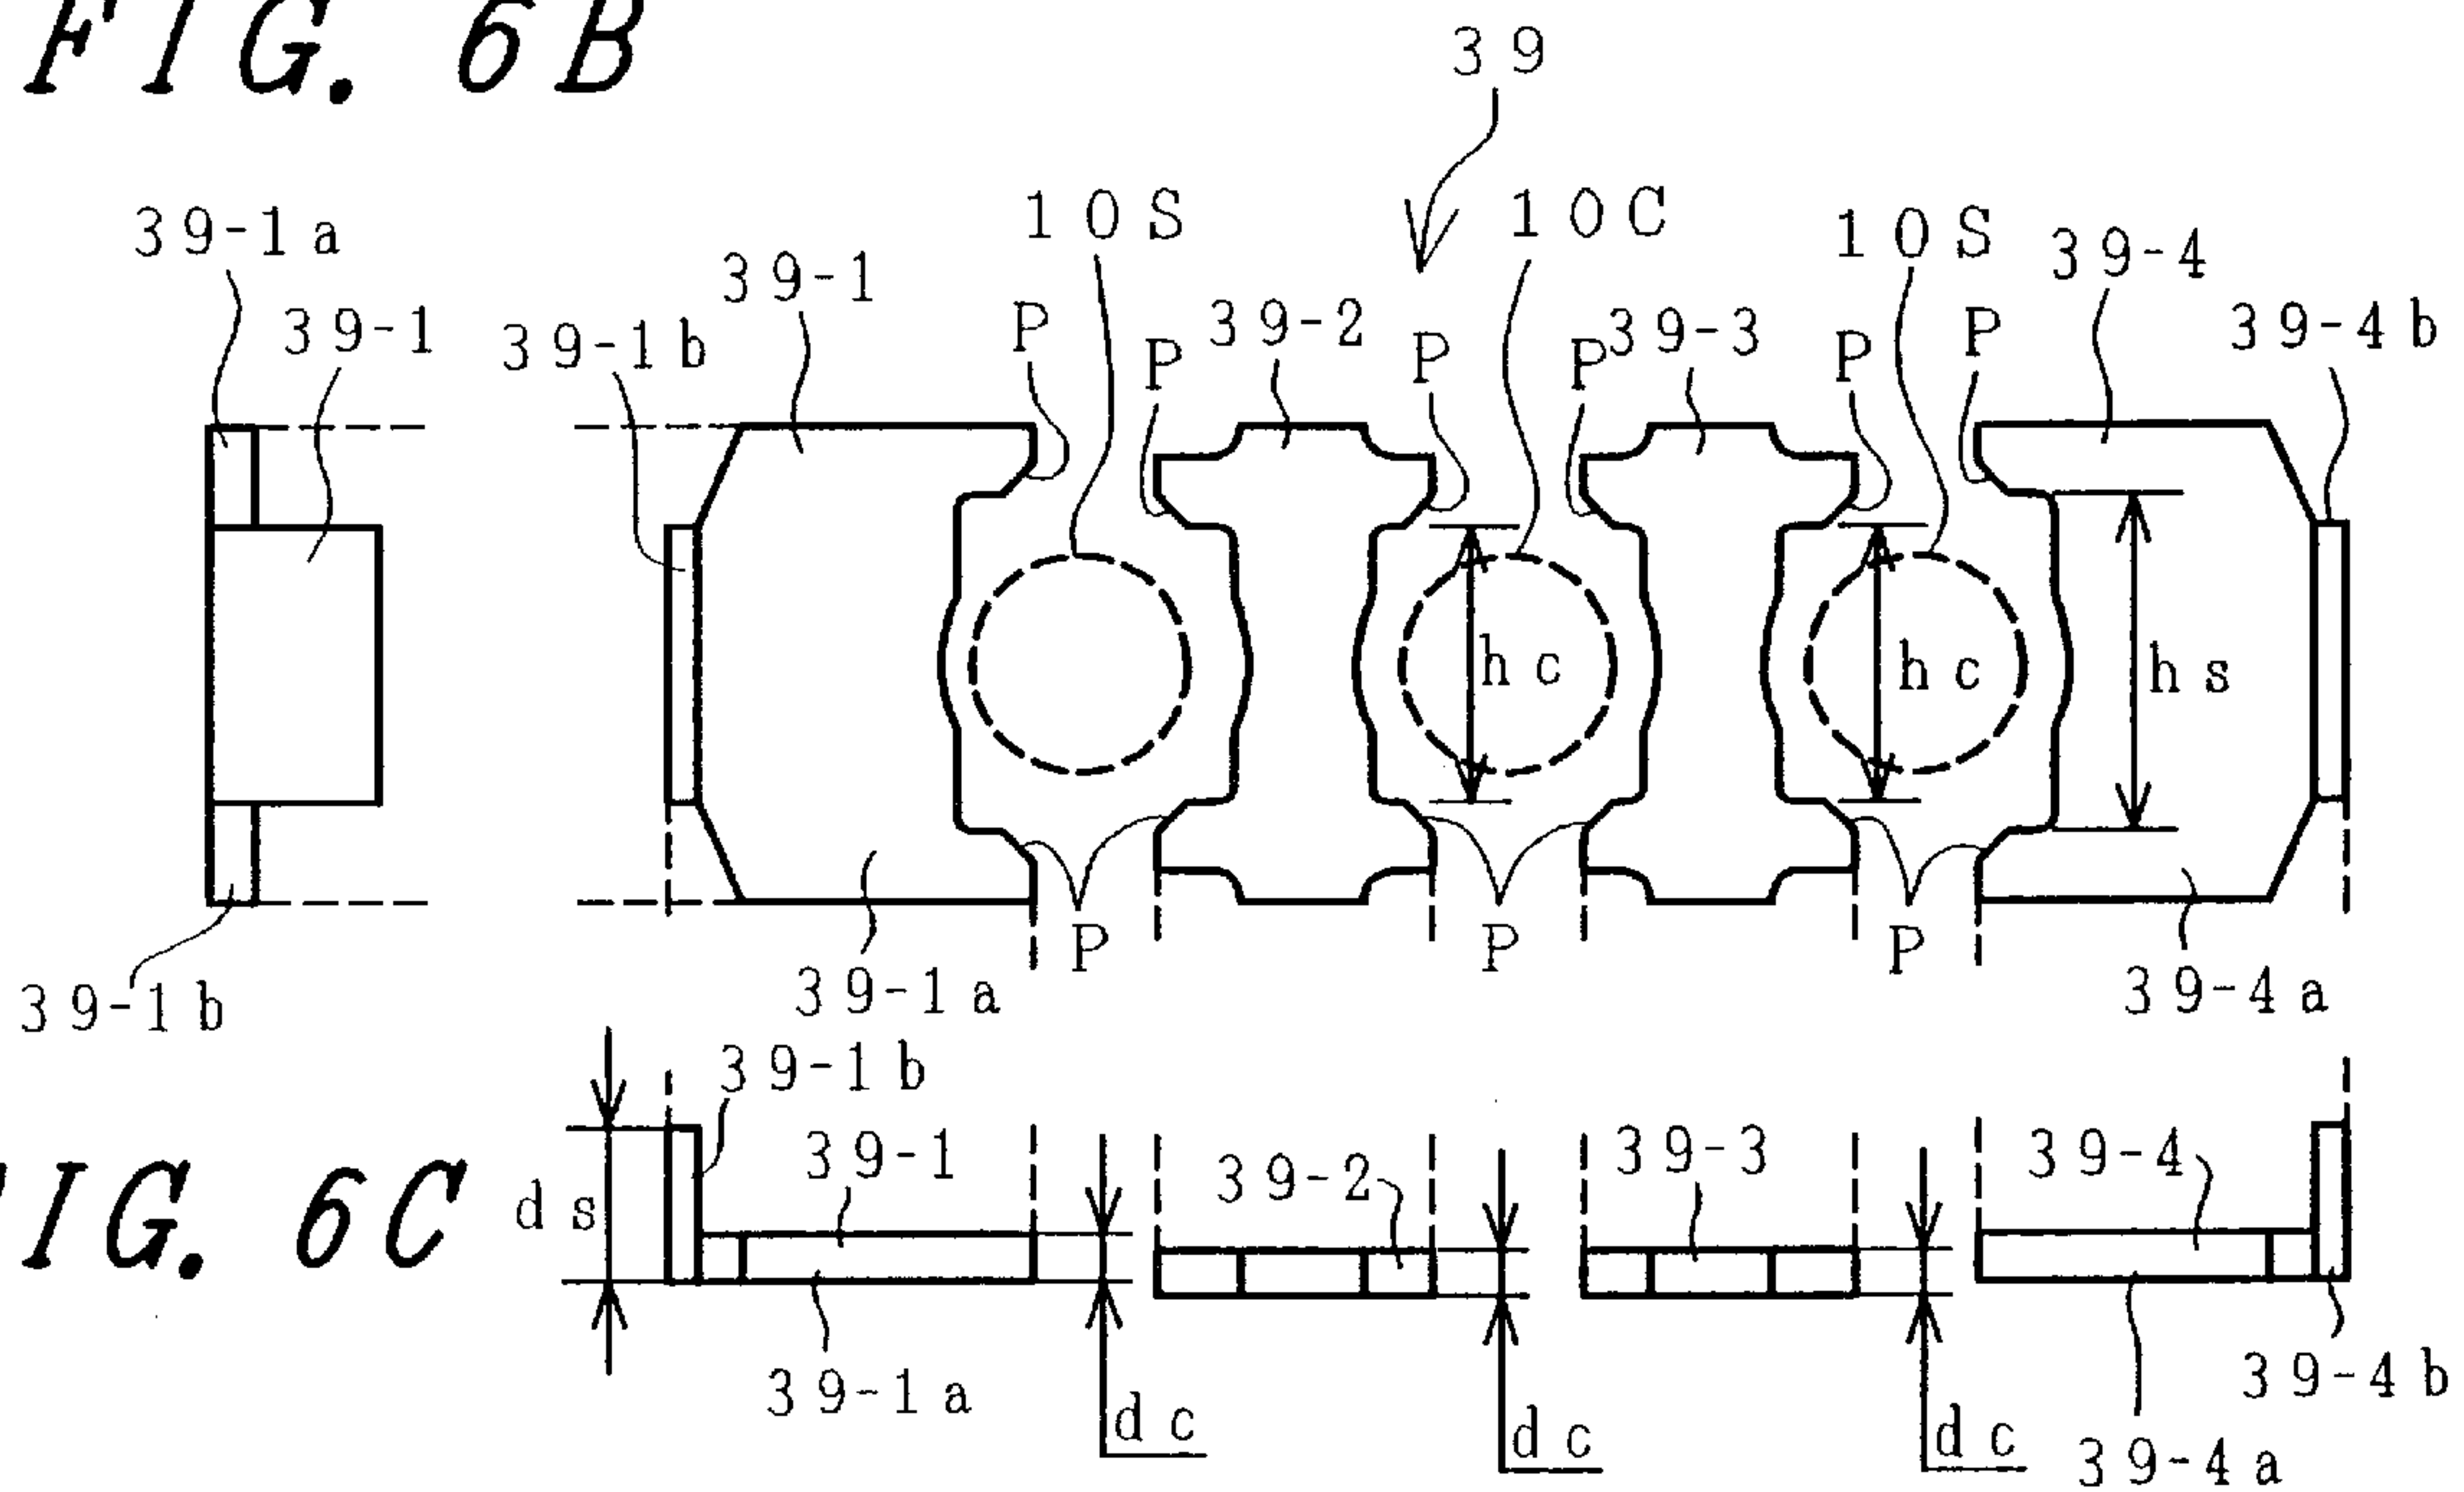 FIG. 6B
39
10S 10C 10S
39-1a 39-1 39-4
39-1 39-1b P P 39-2 P P 39-3 P P 39-4b
hc hc hs
P P P
39-1b 39-1a 39-4a
39-1b
39-1 39-2 39-3 39-4
FIG. 6C ds
39-1a 39-4b
dc dc dc 39-4a